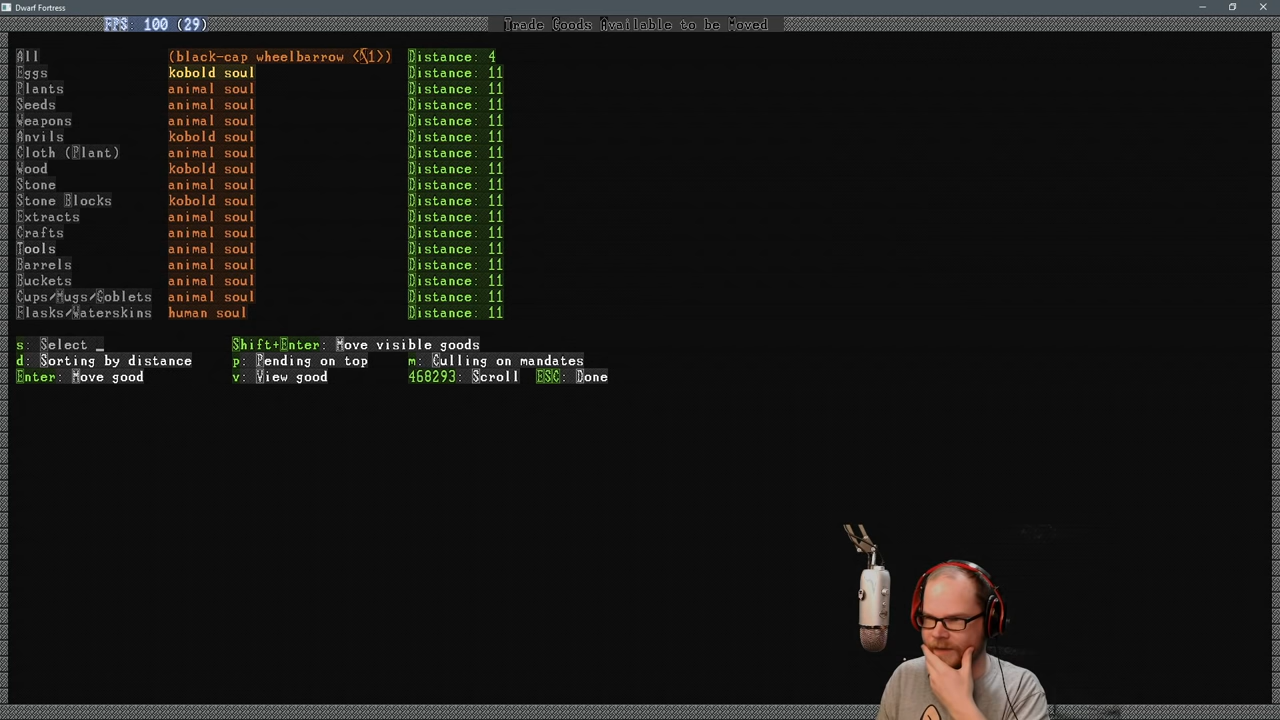 Dwarf Fortress
FPS: 100 (29)
Trade Goods Available to be Moved
All (black-cap wheelbarrow <#1>) Distance: 4
Eggs kobold soul Distance: 11
Plants animal soul Distance: 11
Seeds animal soul Distance: 11
Weapons animal soul Distance: 11
Anvils kobold soul Distance: 11
Cloth (Plant) animal soul Distance: 11
Wood kobold soul Distance: 11
Stone animal soul Distance: 11
Stone Blocks kobold soul Distance: 11
Extracts animal soul Distance: 11
Crafts animal soul Distance: 11
Tools animal soul Distance: 11
Barrels animal soul Distance: 11
Buckets animal soul Distance: 11
Cups/Mugs/Goblets animal soul Distance: 11
Flasks/Waterskins human soul Distance: 11
s: Select _ Shift+Enter: Move visible goods
d: Sorting by distance p: Pending on top m: Culling on mandates
Enter: Move good v: View good 468293: Scroll ESC: Done